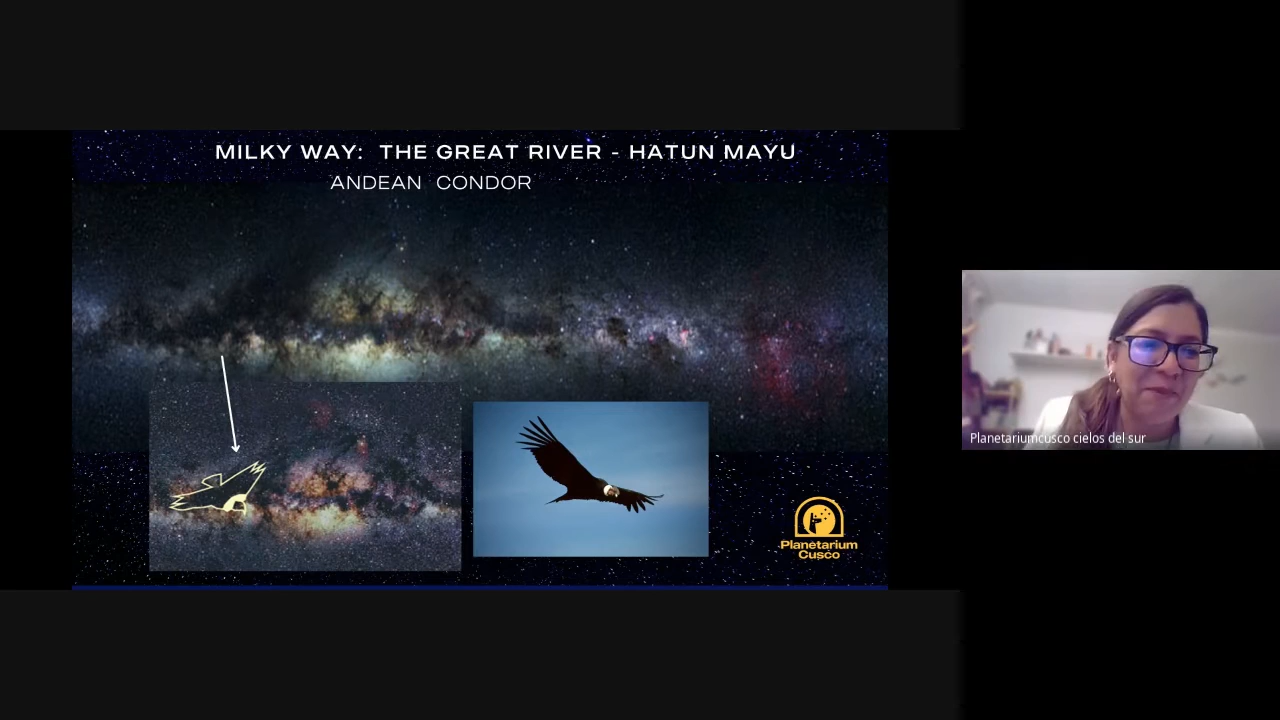 MILKY WAY: THE GREAT RIVER - HATUN MAYU
ANDEAN CONDOR
Planetarium
Cusco
Planetariumcusco cielos del sur